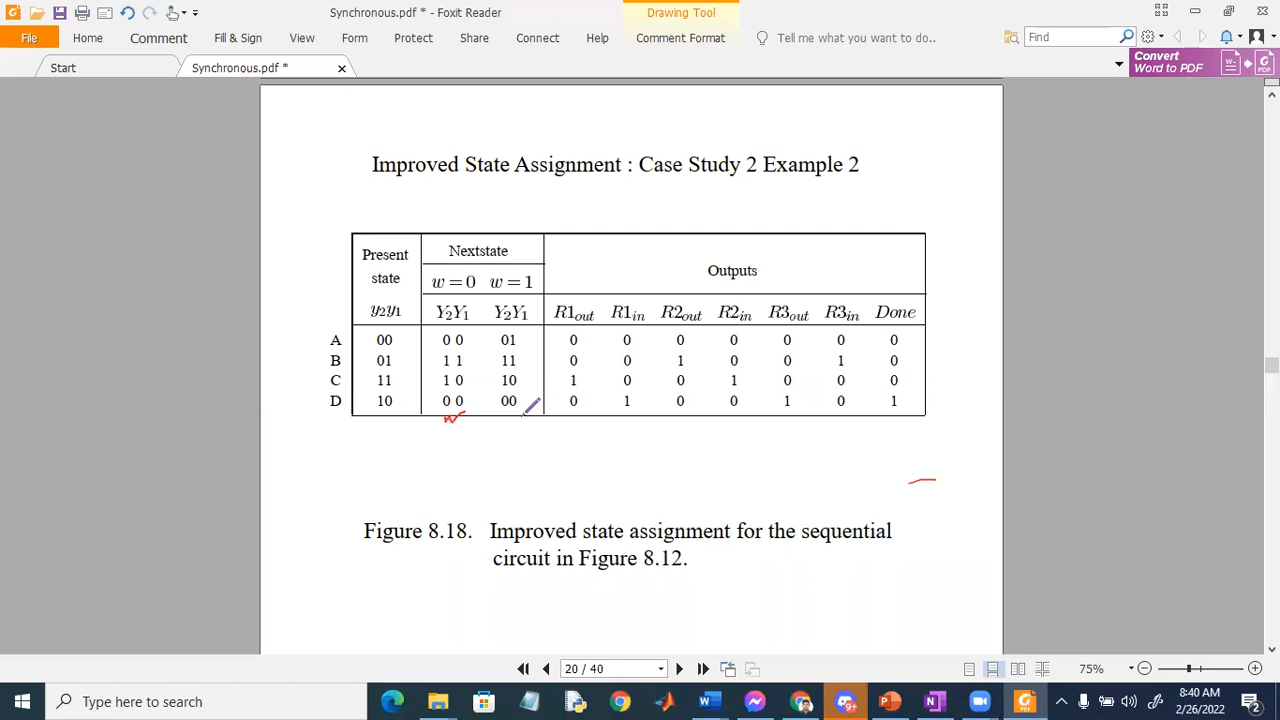 Synchronous.pdf * - Foxit Reader
Drawing Tool
File Home Comment Fill & Sign View Form Protect Share Connect Help Comment Format Tell me what you want to do.. Find
Start Synchronous.pdf * Convert
Word to PDF
Improved State Assignment : Case Study 2 Example 2
Present
state
Nextstate
Outputs
w = 0 w = 1
y2y1 Y2Y1 Y2Y1 R1out R1in R2out R2in R3out R3in Done
A 00 0 0 01 0 0 0 0 0 0 0
B 01 1 1 11 0 0 1 0 0 1 0
C 11 1 0 10 1 0 0 1 0 0 0
D 10 0 0 00 0 1 0 0 1 0 1
Figure 8.18. Improved state assignment for the sequential
circuit in Figure 8.12.
20 / 40 75%
Type here to search 9+ 8:40 AM
2/26/2022 2